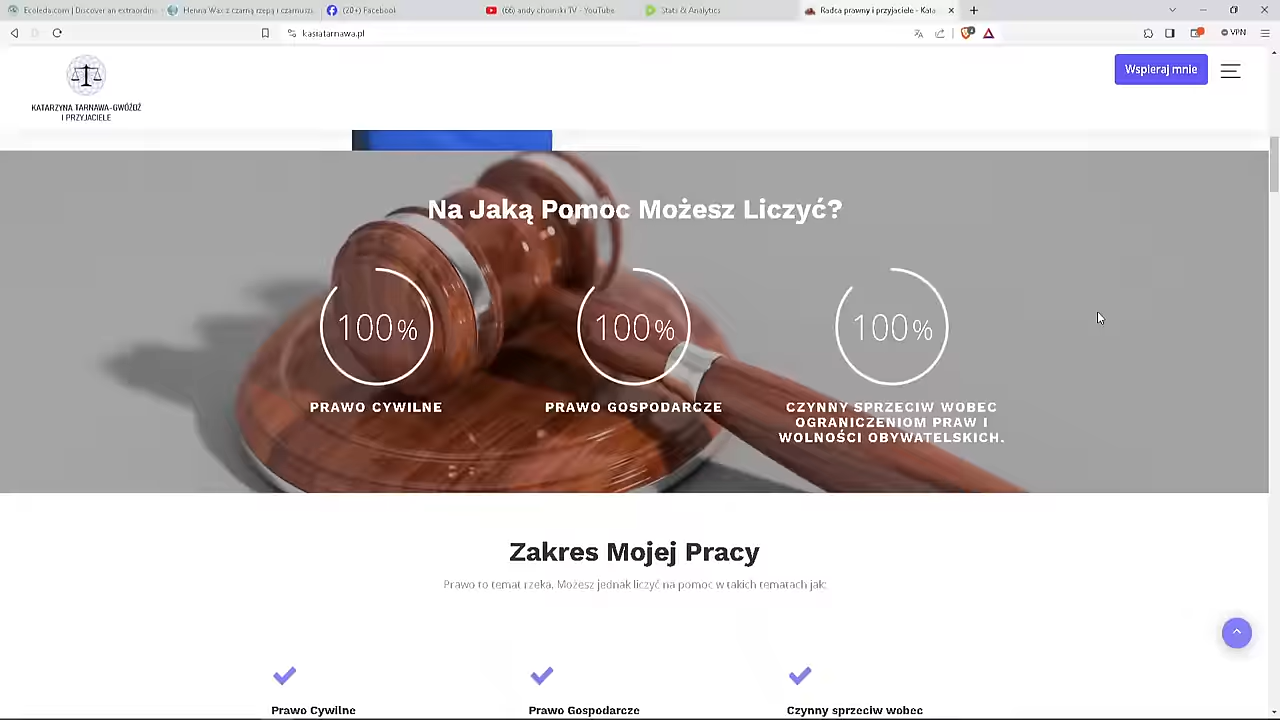 Ecoleda.com | Discover an extraordin
Henna Wax z czarną rzepą i czarnusz
(20+) Facebook
(66) andy choinski TV - YouTube
Stats & Analytics
Radca prawny i przyjaciele - Kata
kasiatarnawa.pl
VPN
KATARZYNA TARNAWA-GWÓŹDŹ
I PRZYJACIELE
Wspieraj mnie
Na Jaką Pomoc Możesz Liczyć?
100%
100%
100%
PRAWO CYWILNE
PRAWO GOSPODARCZE
CZYNNY SPRZECIW WOBEC
OGRANICZENIOM PRAW I
WOLNOŚCI OBYWATELSKICH.
Zakres Mojej Pracy
Prawo to temat rzeka. Możesz jednak liczyć na pomoc w takich tematach jak:
Prawo Cywilne
Prawo Gospodarcze
Czynny sprzeciw wobec